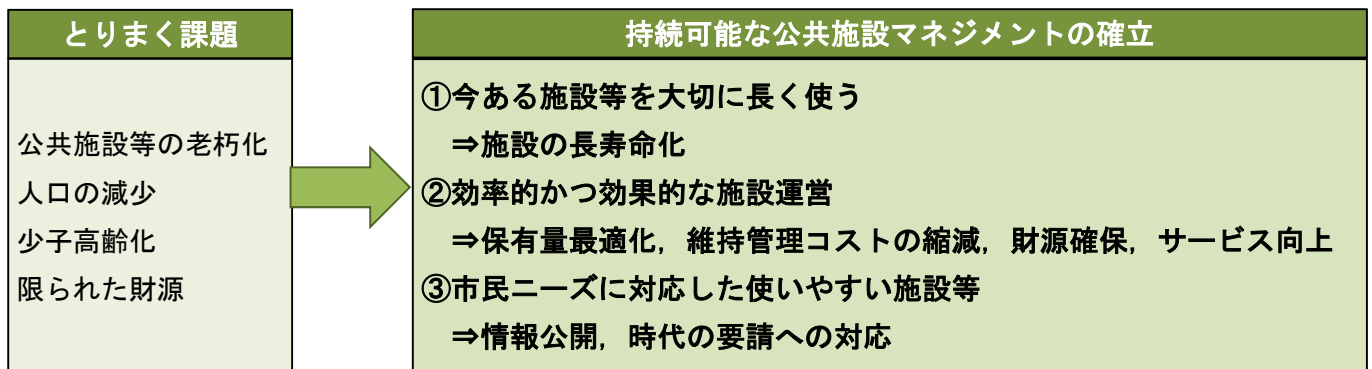 とりまく課題
公共施設等の老朽化
人口の減少
少子高齢化
限られた財源
持続可能な公共施設マネジメントの確立
①今ある施設等を大切に長く使う
⇒施設の長寿命化
②効率的かつ効果的な施設運営
⇒保有量最適化，維持管理コストの縮減，財源確保，サービス向上
③市民ニーズに対応した使いやすい施設等
⇒情報公開，時代の要請への対応